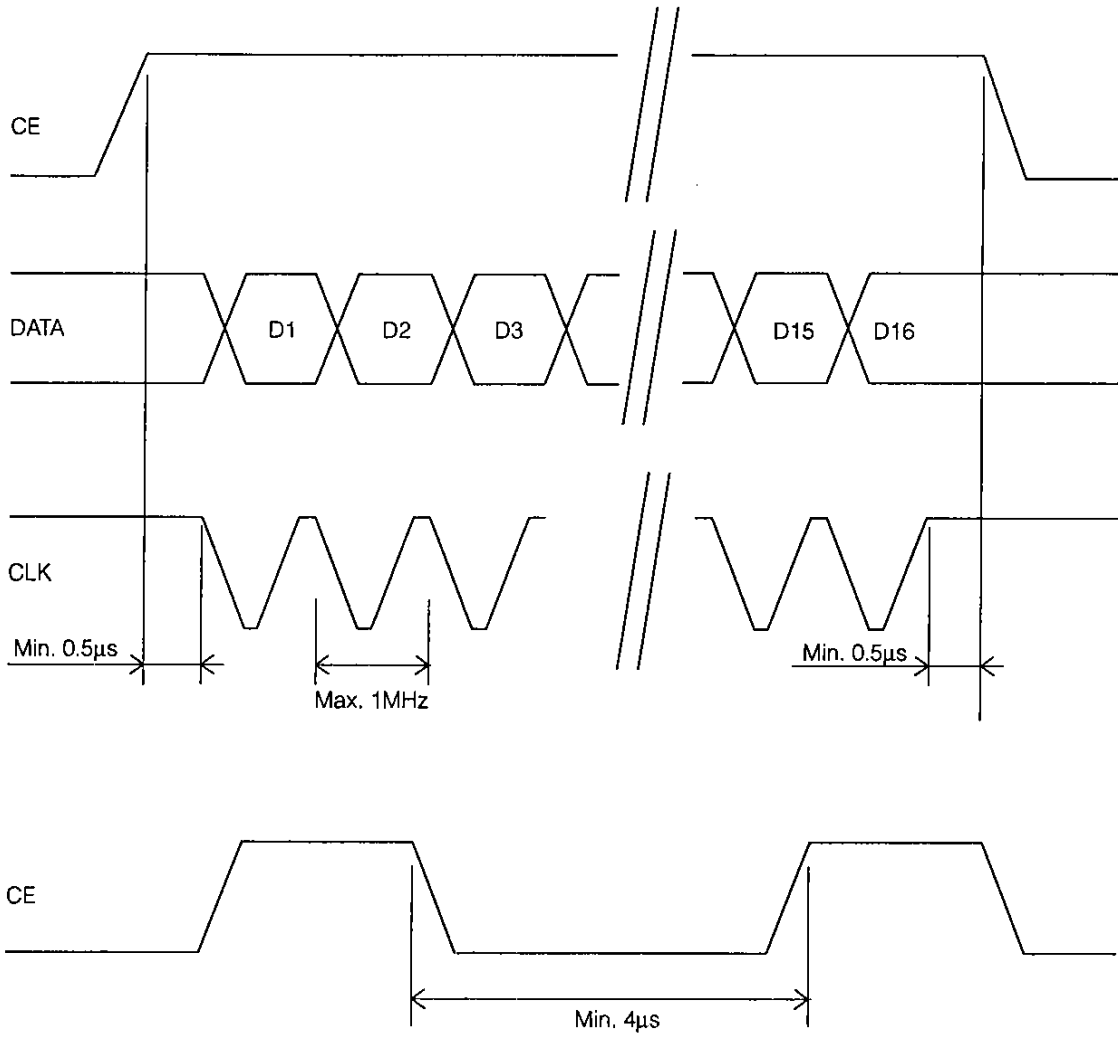 CE
DATA
D1 D2 D3 D15 D16
CLK
Min. 0.5μs
Max. 1MHz
Min. 0.5μs
CE
Min. 4μs